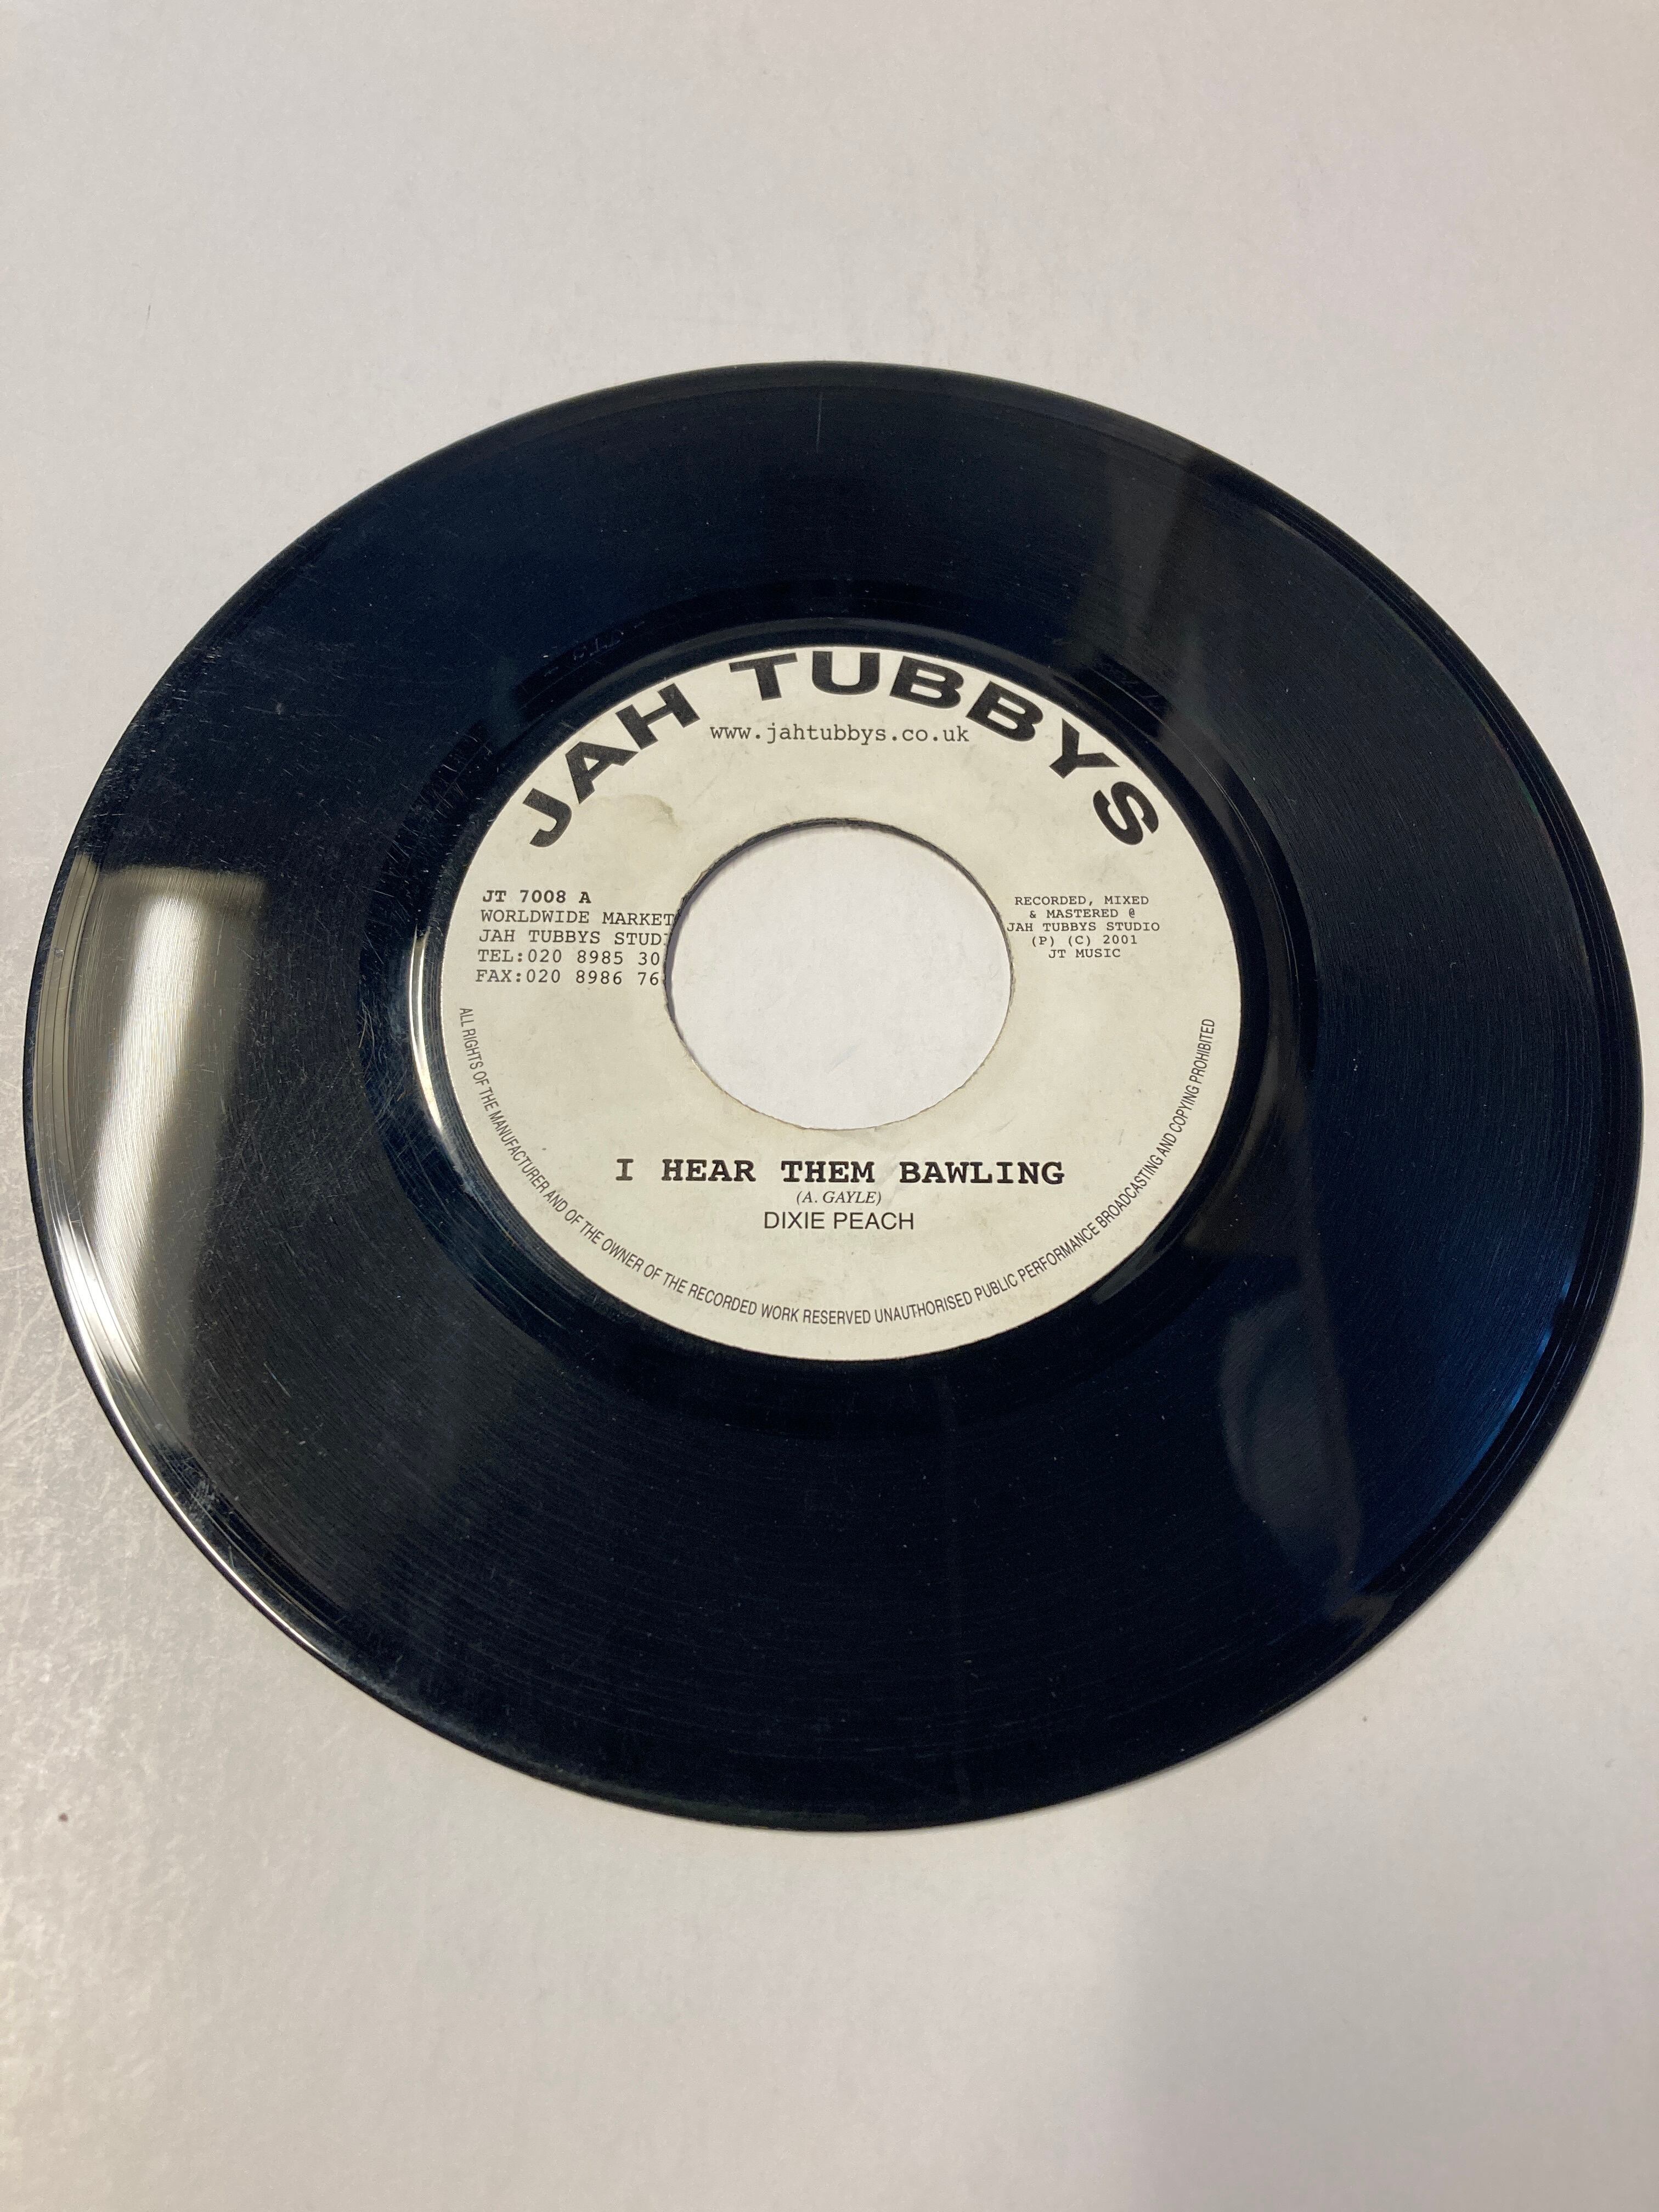 JAH TUBBYS
www.jahtubbys.co.uk
JT 7008 A
WORLDWIDE MARKET
JAH TUBBYS STUD
TEL:020 8985 30
FAX:020 8986 76
RECORDED, MIXED
& MASTERED @
JAH TUBBYS STUDIO
(P) (C) 2001
JT MUSIC
I HEAR THEM BAWLING
(A. GAYLE)
DIXIE PEACH
ALL RIGHTS OF THE MANUFACTURER AND OF THE OWNER OF THE RECORDED WORK RESERVED UNAUTHORISED PUBLIC PERFORMANCE BROADCASTING AND COPYING PROHIBITED